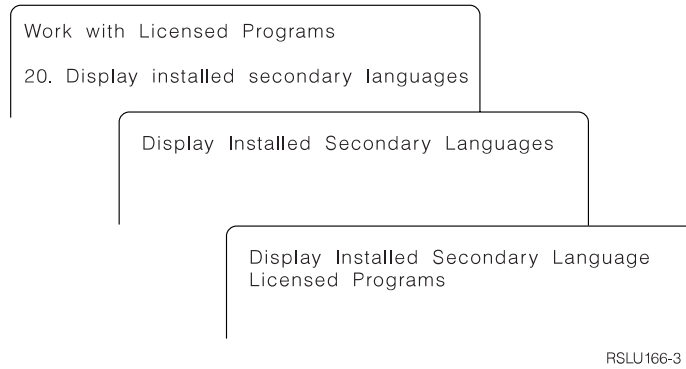 Work with Licensed Programs
20. Display installed secondary languages
Display Installed Secondary Languages
Display Installed Secondary Language
Licensed Programs
RSLU166-3